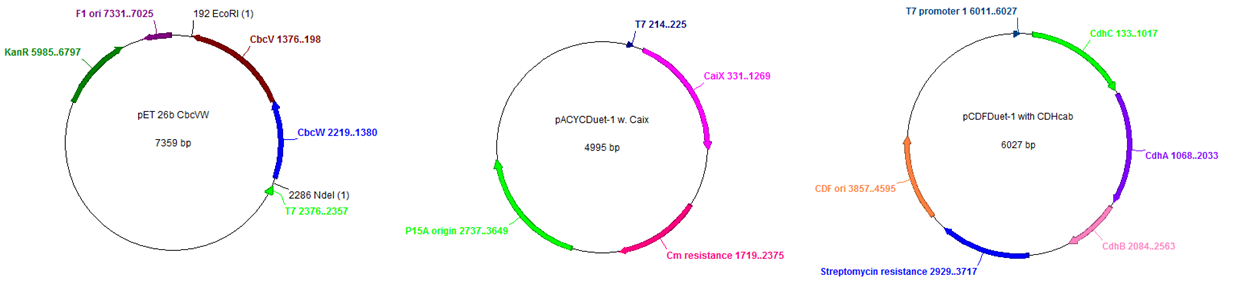 F1 ori 7331..7025
192 EcoRI (1)
CbcV 1376..198
KanR 5985..6797
pET 26b CbcVW
7359 bp
CbcW 2219..1380
2286 NdeI (1)
T7 2376..2357
T7 214..225
CaiX 331..1269
pACYCDuet-1 w. Caix
4995 bp
P15A origin 2737..3649
Cm resistance 1719..2375
T7 promoter 1 6011..6027
CdhC 133..1017
pCDFDuet-1 with CDHcab
6027 bp
CdhA 1068..2033
CDF ori 3857..4595
CdhB 2084..2563
Streptomycin resistance 2929..3717